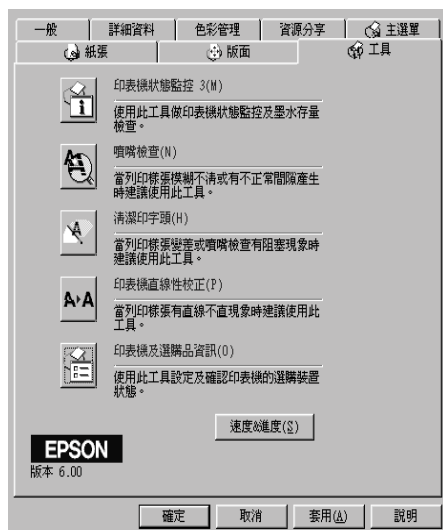 一般 詳細資料 色彩管理 資源分享 主選單
紙張 版面 工具
印表機狀態監控 3(M)
使用此工具做印表機狀態監控及墨水存量
檢查。
噴嘴檢查(N)
當列印樣張模糊不清或有不正常間隙產生
時建議使用此工具。
清潔印字頭(H)
當列印樣張變差或噴嘴檢查有阻塞現象時
建議使用此工具。
印表機直線性校正(P)
當列印樣張有直線不直現象時建議使用此
工具。
印表機及選購品資訊(O)
使用此工具設定及確認印表機的選購裝置
狀態。
速度&進度(S)
EPSON
版本 6.00
確定 取消 套用(A) 說明